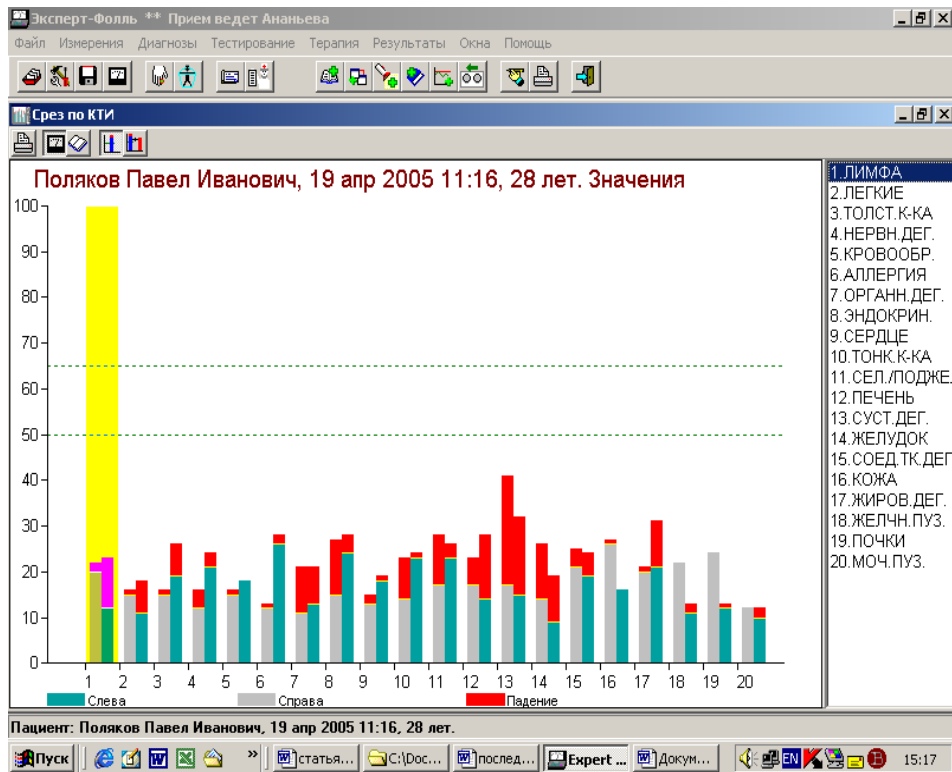 Эксперт-Фолль ** Прием ведет Ананьева
Файл Измерения Диагнозы Тестирование Терапия Результаты Окна Помощь
Срез по КТИ
Поляков Павел Иванович, 19 апр 2005 11:16, 28 лет. Значения
100
90
80
70
60
50
40
30
20
10
0
1 2 3 4 5 6 7 8 9 10 11 12 13 14 15 16 17 18 19 20
Слева Справа Падение
1.ЛИМФА
2.ЛЕГКИЕ
3.ТОЛСТ.К-КА
4.НЕРВН.ДЕГ.
5.КРОВООБР.
6.АЛЛЕРГИЯ
7.ОРГАНН.ДЕГ.
8.ЭНДОКРИН.
9.СЕРДЦЕ
10.ТОНК.К-КА
11.СЕЛ./ПОДЖЕ.
12.ПЕЧЕНЬ
13.СУСТ.ДЕГ.
14.ЖЕЛУДОК
15.СОЕД.ТК.ДЕГ
16.КОЖА
17.ЖИРОВ.ДЕГ.
18.ЖЕЛЧН.ПУЗ.
19.ПОЧКИ
20.МОЧ.ПУЗ.
Пациент: Поляков Павел Иванович, 19 апр 2005 11:16, 28 лет.
Пуск » статья... C:\Doc... послед... Expert ... Докум... EN 15:17